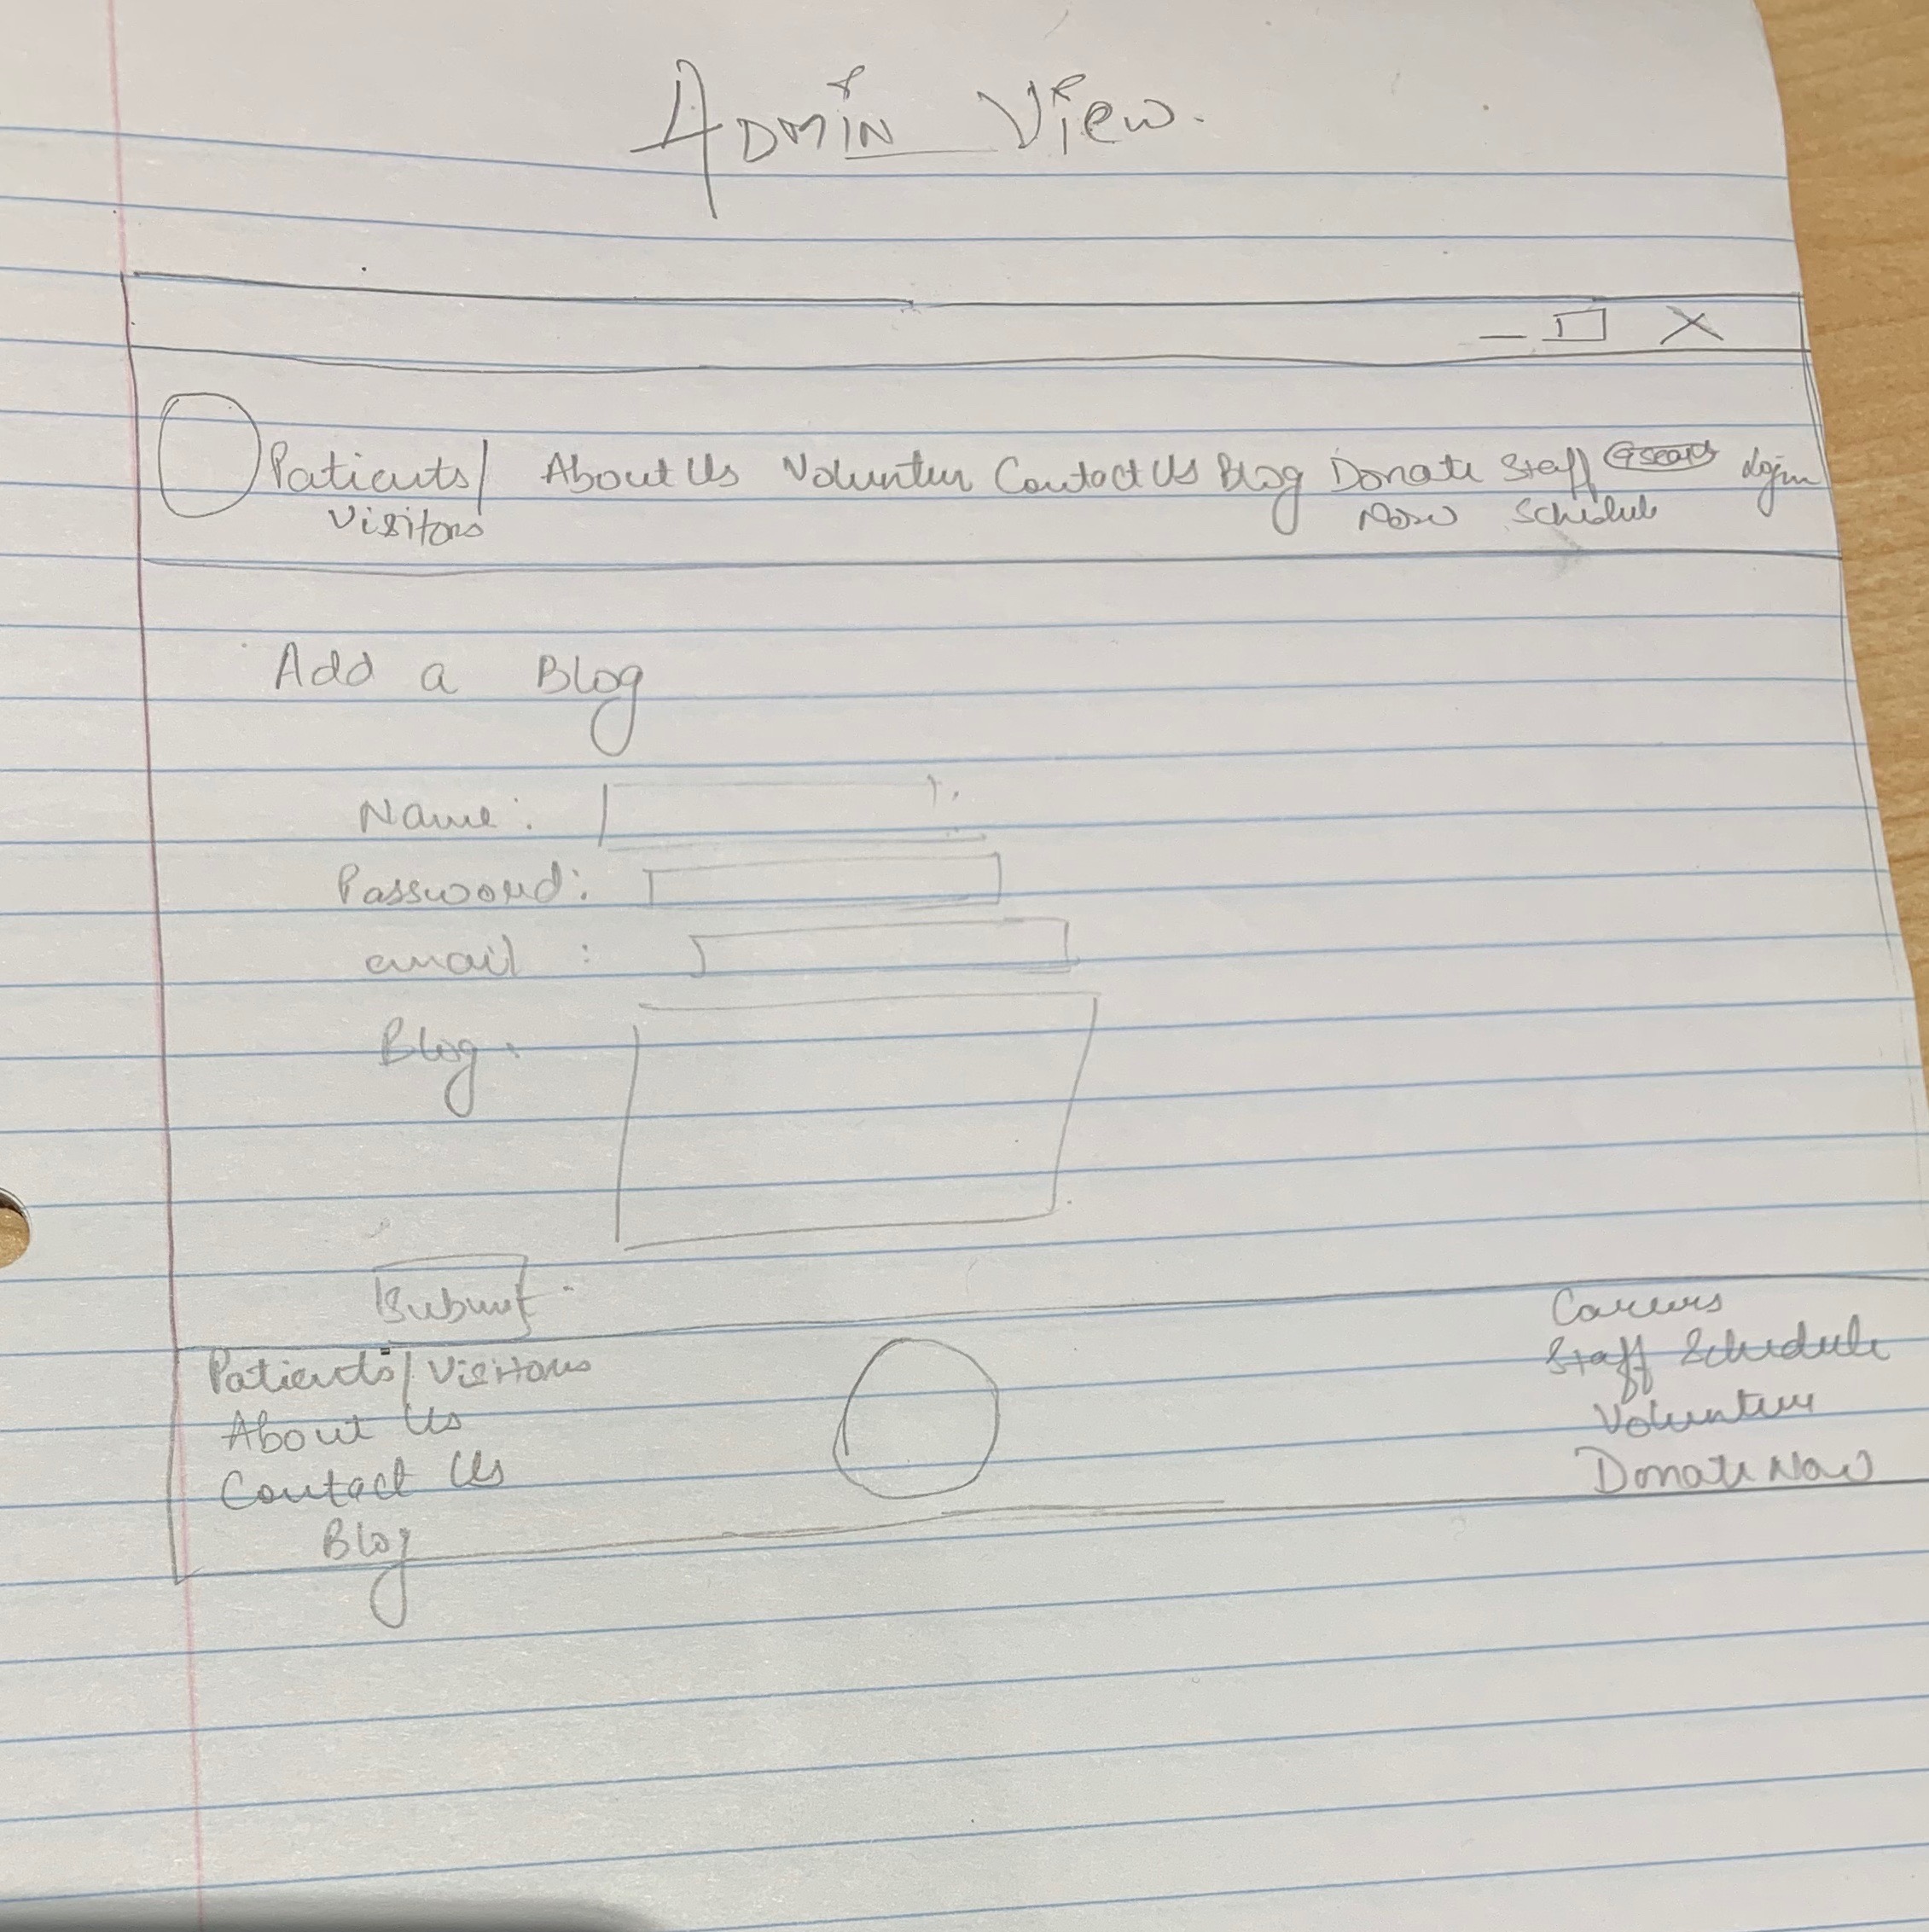 Admin View.
Patients/ About Us Volunteer Contact Us Blog Donate Staff Search Login
Visitors Now Schedule
Add a Blog
Name:
Password:
email :
Blog:
Submit
Patients/Visitors
About Us
Contact Us
Blog
Careers
Staff Schedule
Volunteer
Donate Now